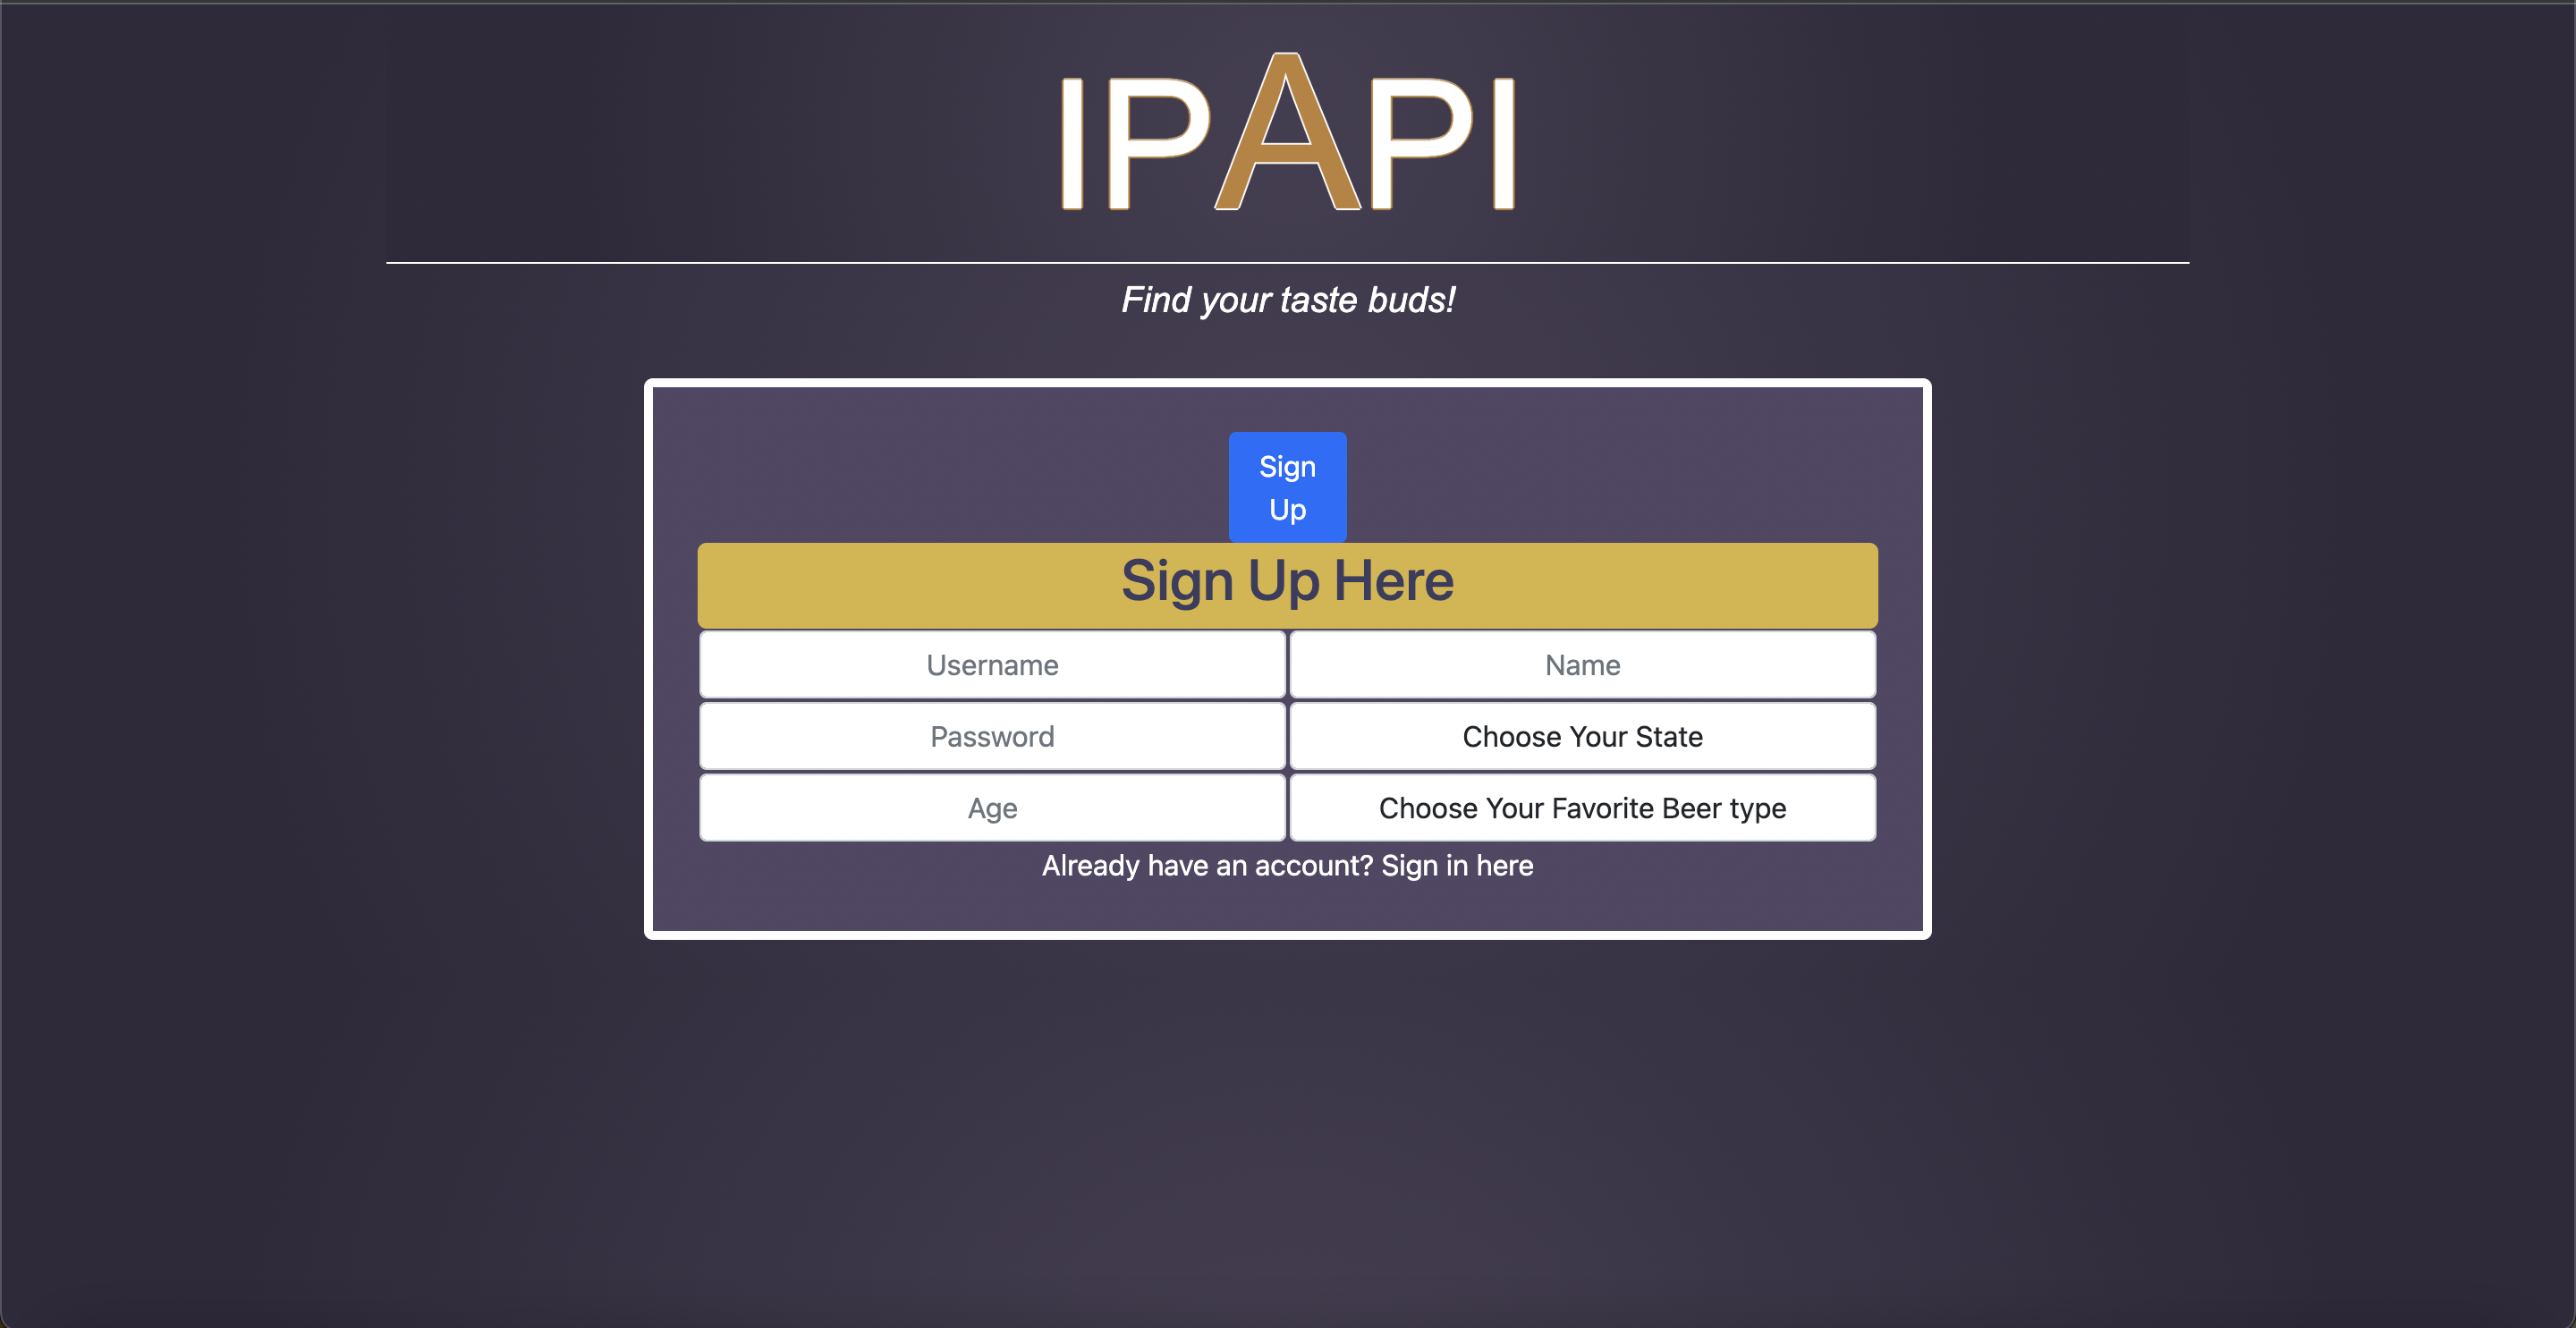 IPAPI
Find your taste buds!
Sign
Up
Sign Up Here
Username
Name
Password
Choose Your State
Age
Choose Your Favorite Beer type
Already have an account? Sign in here